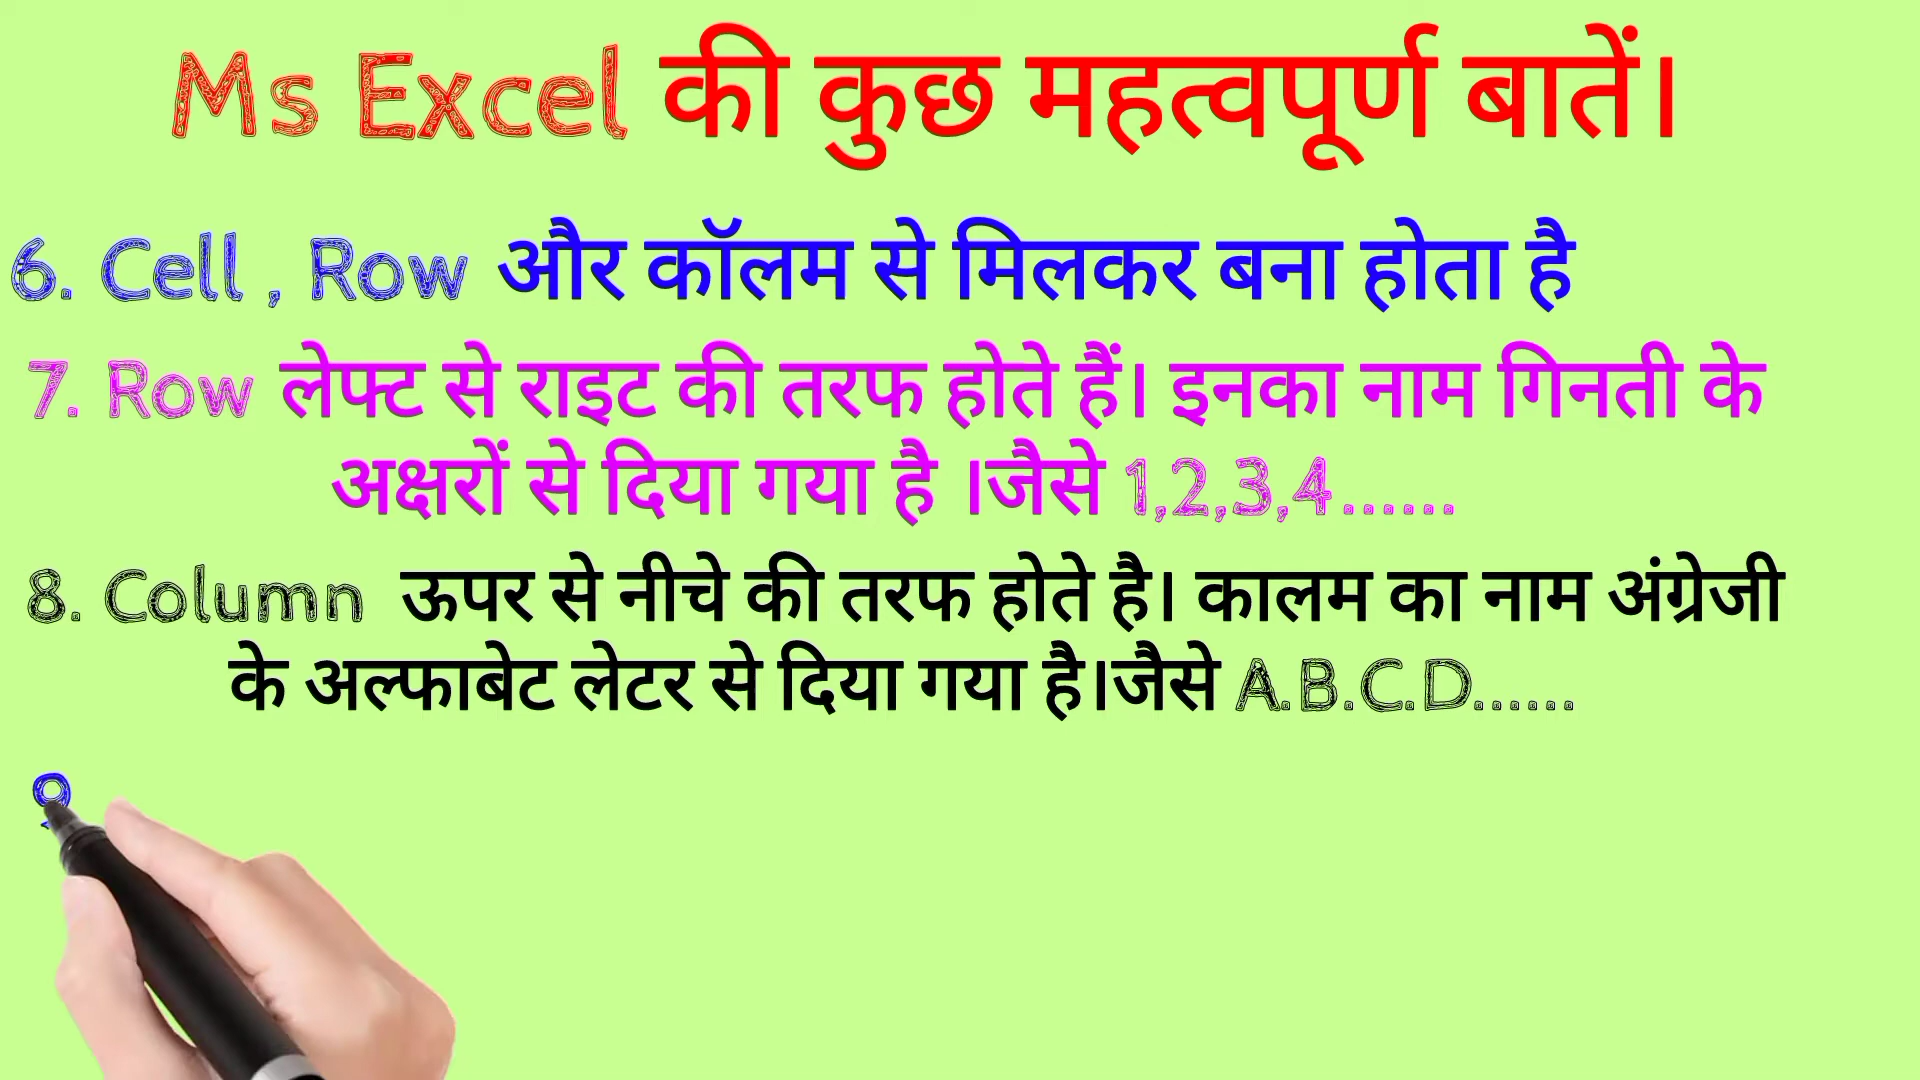 Ms Excel की कुछ महत्वपूर्ण बातें।
6. Cell , Row और कॉलम से मिलकर बना होता है
7. Row लेफ्ट से राइट की तरफ होते हैं। इनका नाम गिनती के
अक्षरों से दिया गया है ।जैसे 1,2,3,4......
8. Column ऊपर से नीचे की तरफ होते है। कालम का नाम अंग्रेजी
के अल्फाबेट लेटर से दिया गया है।जैसे A.B.C.D......
9